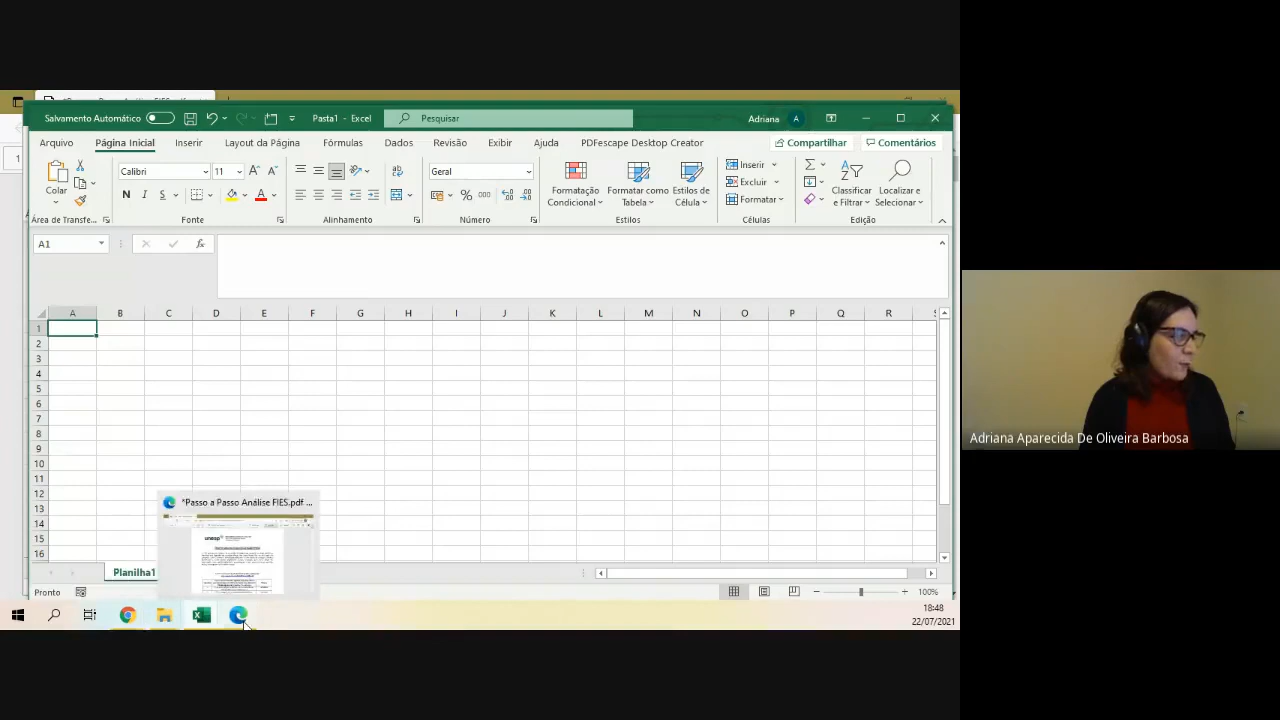 Salvamento Automático
Pasta1 - Excel
Pesquisar
Adriana
A
Arquivo
Página Inicial
Inserir
Layout da Página
Fórmulas
Dados
Revisão
Exibir
Ajuda
PDFescape Desktop Creator
Compartilhar
Comentários
Colar
Calibri
11
N I S
Geral
% 000
Formatação Condicional
Formatar como Tabela
Estilos de Célula
Inserir
Excluir
Formatar
Classificar e Filtrar
Localizar e Selecionar
Área de Transfe...
Fonte
Alinhamento
Número
Estilos
Células
Edição
A1
fx
A B C D E F G H I J K L M N O P Q R
1
2
3
4
5
6
7
8
9
10
11
12
13
14
15
16
*Passo a Passo Análise FIES.pdf ...
unesp
Planilha1
Pronto
100%
18:48
22/07/2021
Adriana Aparecida De Oliveira Barbosa